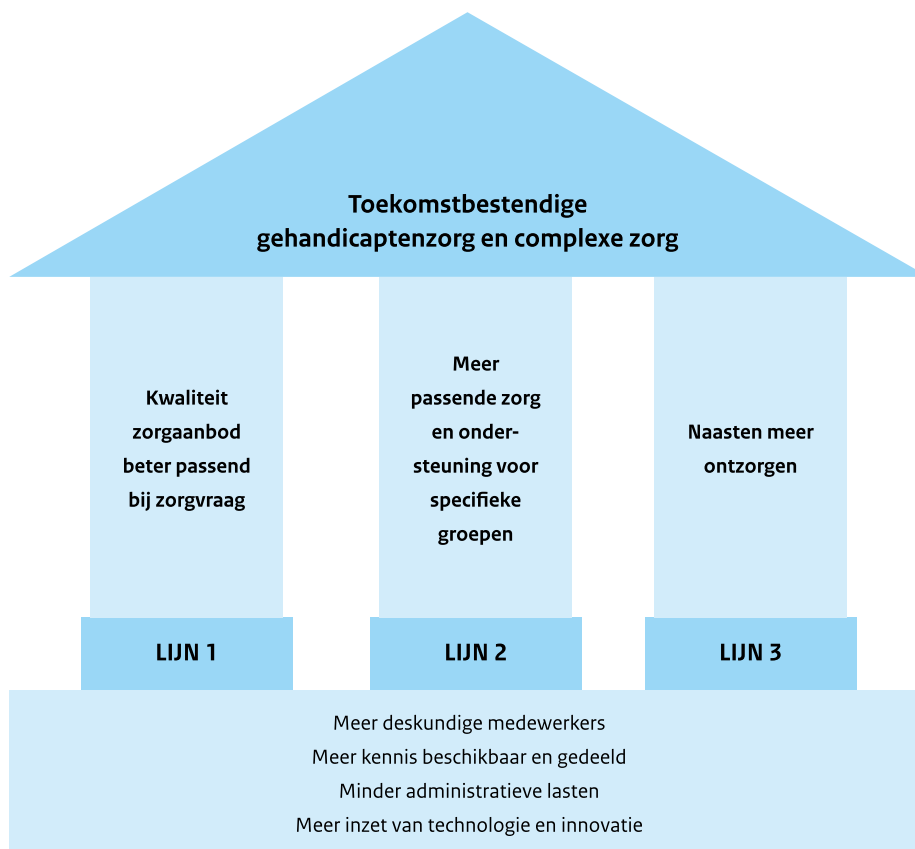 Toekomstbestendige
gehandicaptenzorg en complexe zorg
Kwaliteit
zorgaanbod
beter passend
bij zorgvraag
Meer
passende zorg
en onder-
steuning voor
specifieke
groepen
Naasten meer
ontzorgen
LIJN 1
LIJN 2
LIJN 3
Meer deskundige medewerkers
Meer kennis beschikbaar en gedeeld
Minder administratieve lasten
Meer inzet van technologie en innovatie